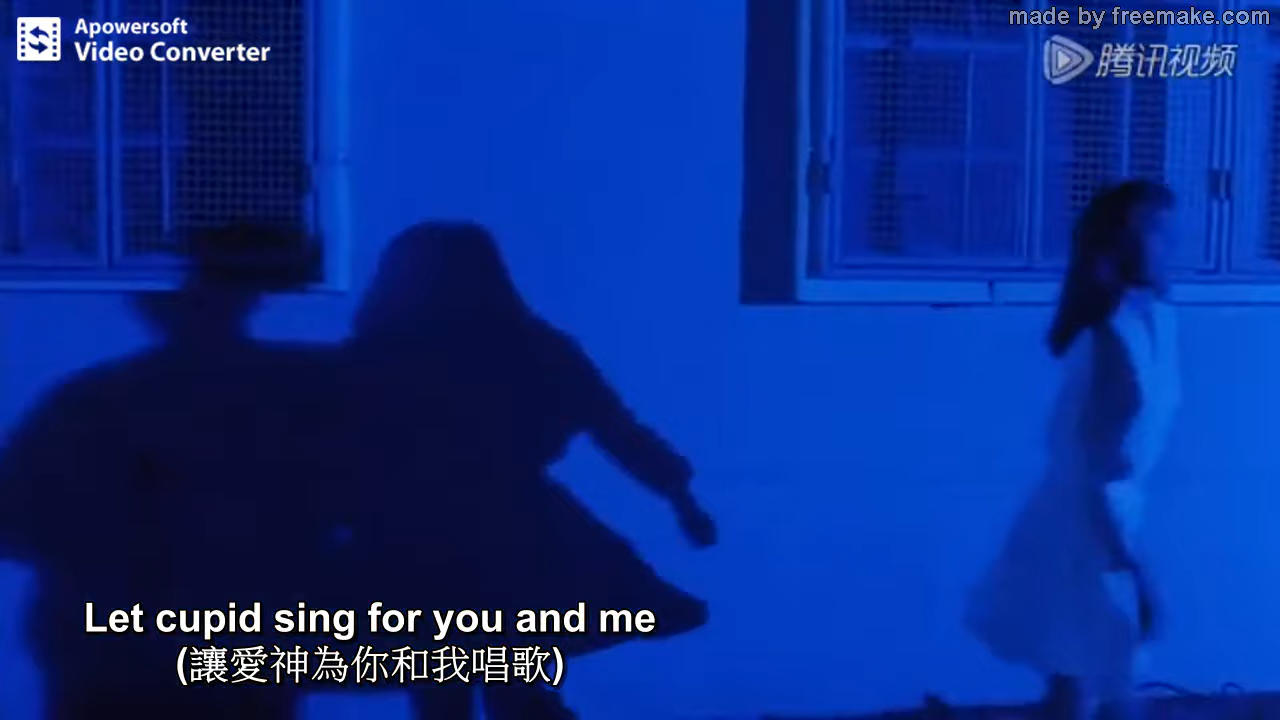 Apowersoft
Video Converter
made by freemake.com
腾讯视频
Let cupid sing for you and me
(讓愛神為你和我唱歌)